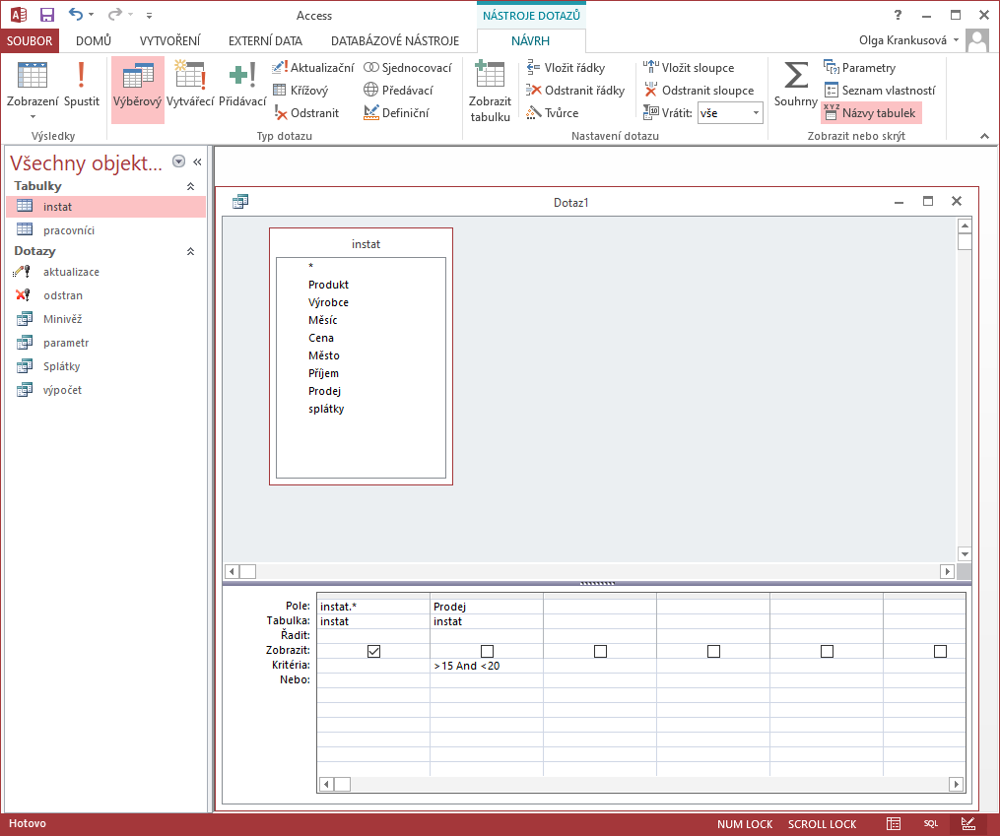 Access
NÁSTROJE DOTAZŮ
?
SOUBOR DOMŮ VYTVOŘENÍ EXTERNÍ DATA DATABÁZOVÉ NÁSTROJE NÁVRH Olga Krankusová
Zobrazení Spustit
Výsledky
Výběrový Vytvářecí Přidávací
Aktualizační
Křížový
Odstranit
Sjednocovací
Předávací
Definiční
Typ dotazu
Zobrazit tabulku
Vložit řádky
Odstranit řádky
Tvůrce
Vložit sloupce
Odstranit sloupce
Vrátit: vše
Nastavení dotazu
Souhrny
Parametry
Seznam vlastností
XYZ Názvy tabulek
Zobrazit nebo skrýt
Všechny objekt... «
Tabulky
instat
pracovníci
Dotazy
aktualizace
odstran
Minivěž
parametr
Splátky
výpočet
Dotaz1
instat
*
Produkt
Výrobce
Měsíc
Cena
Město
Příjem
Prodej
splátky
Pole: instat.* Prodej
Tabulka: instat instat
Řadit:
Zobrazit:
Kritéria: >15 And <20
Nebo:
Hotovo NUM LOCK SCROLL LOCK SQL